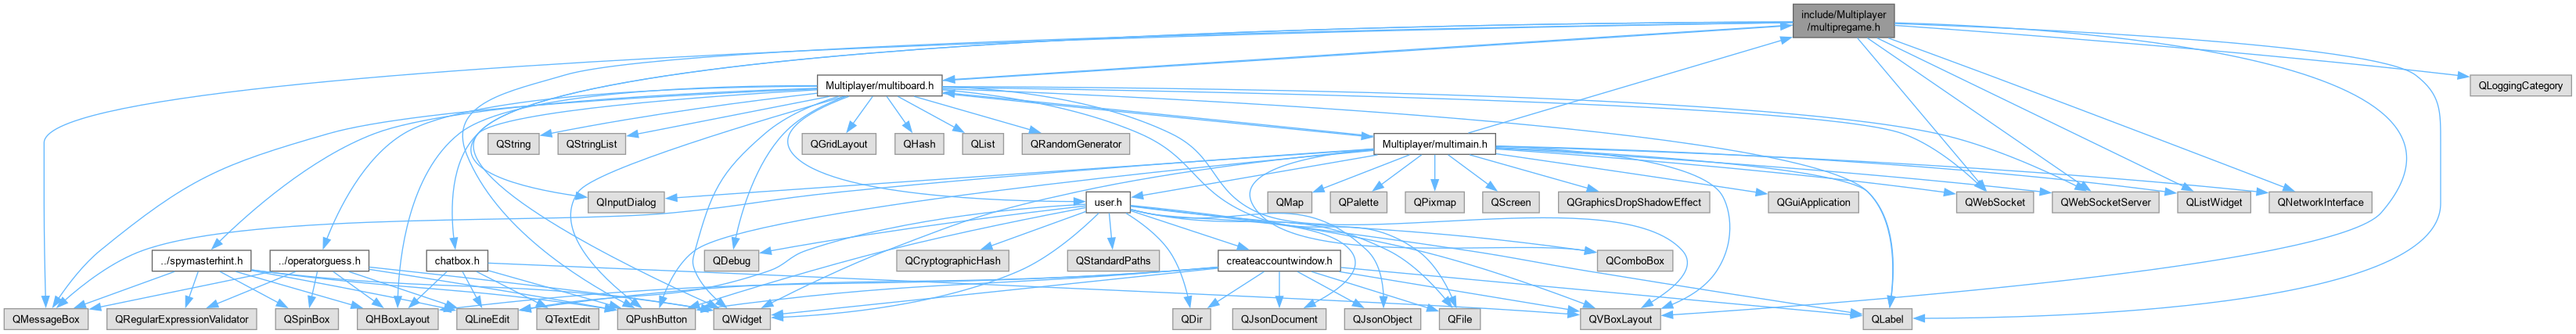 include/Multiplayer
/multipregame.h
Multiplayer/multiboard.h
QLoggingCategory
QString
QStringList
QGridLayout
QHash
QList
QRandomGenerator
Multiplayer/multimain.h
QInputDialog
user.h
QMap
QPalette
QPixmap
QScreen
QGraphicsDropShadowEffect
QGuiApplication
QWebSocket
QWebSocketServer
QListWidget
QNetworkInterface
../spymasterhint.h
../operatorguess.h
chatbox.h
QDebug
QCryptographicHash
QStandardPaths
createaccountwindow.h
QComboBox
QMessageBox
QRegularExpressionValidator
QSpinBox
QHBoxLayout
QLineEdit
QTextEdit
QPushButton
QWidget
QDir
QJsonDocument
QJsonObject
QFile
QVBoxLayout
QLabel